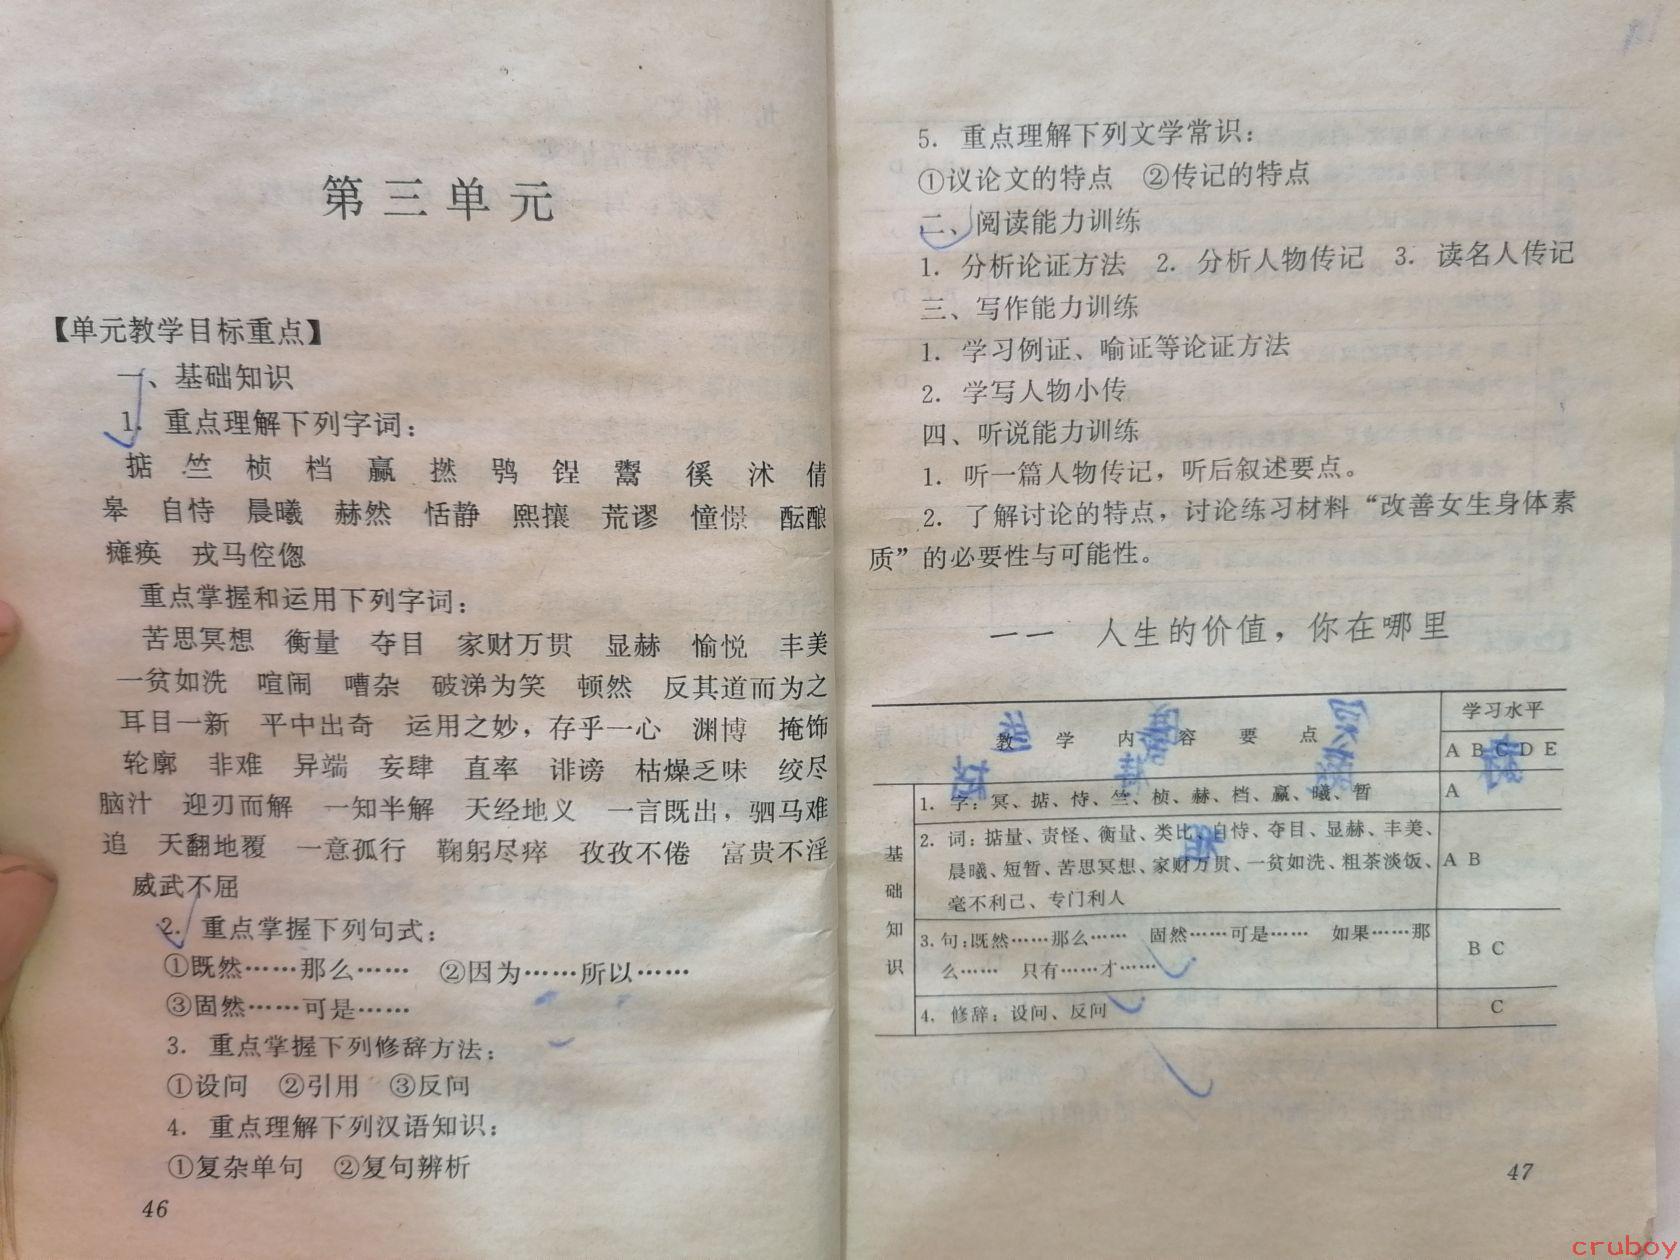 第三单元
【单元教学目标重点】
一、基础知识
1. 重点理解下列字词：
掂 竺 桢 档 赢 撚 鸮 锃 鬻 徯 沭 倩
皋 自恃 晨曦 赫然 恬静 熙攘 荒谬 憧憬 酝酿
瘫痪 戎马倥偬
重点掌握和运用下列字词：
苦思冥想 衡量 夺目 家财万贯 显赫 愉悦 丰美
一贫如洗 喧闹 嘈杂 破涕为笑 顿然 反其道而为之
耳目一新 平中出奇 运用之妙，存乎一心 渊博 掩饰
轮廓 非难 异端 妄肆 直率 诽谤 枯燥乏味 绞尽
脑汁 迎刃而解 一知半解 天经地义 一言既出，驷马难
追 天翻地覆 一意孤行 鞠躬尽瘁 孜孜不倦 富贵不淫
威武不屈
2. 重点掌握下列句式：
①既然……那么…… ②因为……所以……
③固然……可是……
3. 重点掌握下列修辞方法：
①设问 ②引用 ③反问
4. 重点理解下列汉语知识：
①复杂单句 ②复句辨析
46
5. 重点理解下列文学常识：
①议论文的特点 ②传记的特点
二、阅读能力训练
1. 分析论证方法 2. 分析人物传记 3. 读名人传记
三、写作能力训练
1. 学习例证、喻证等论证方法
2. 学写人物小传
四、听说能力训练
1. 听一篇人物传记，听后叙述要点。
2. 了解讨论的特点，讨论练习材料“改善女生身体素
质”的必要性与可能性。
一一 人生的价值，你在哪里
教学内容要点
学习水平
A B C D E
基础知识
1. 字：冥、掂、恃、竺、桢、赫、档、赢、曦、暂
A
2. 词：掂量、责怪、衡量、类比、自恃、夺目、显赫、丰美、
晨曦、短暂、苦思冥想、家财万贯、一贫如洗、粗茶淡饭、
毫不利己、专门利人
A B
3. 句：既然……那么…… 固然……可是…… 如果……那
么…… 只有……才……
B C
4. 修辞：设问、反问
C
47
cruboy